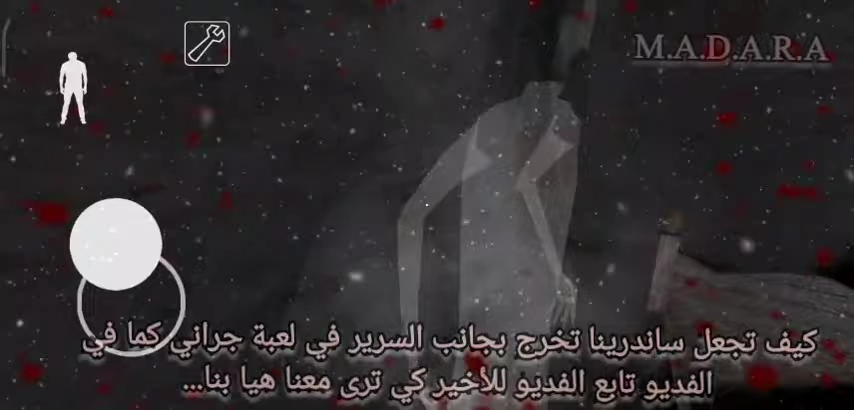 M.A.D.A.R.A
كيف تجعل ساندرينا تخرج بجانب السرير في لعبة جراني كما في
الفديو تابع الفديو للأخير كي ترى معنا هيا بنا...